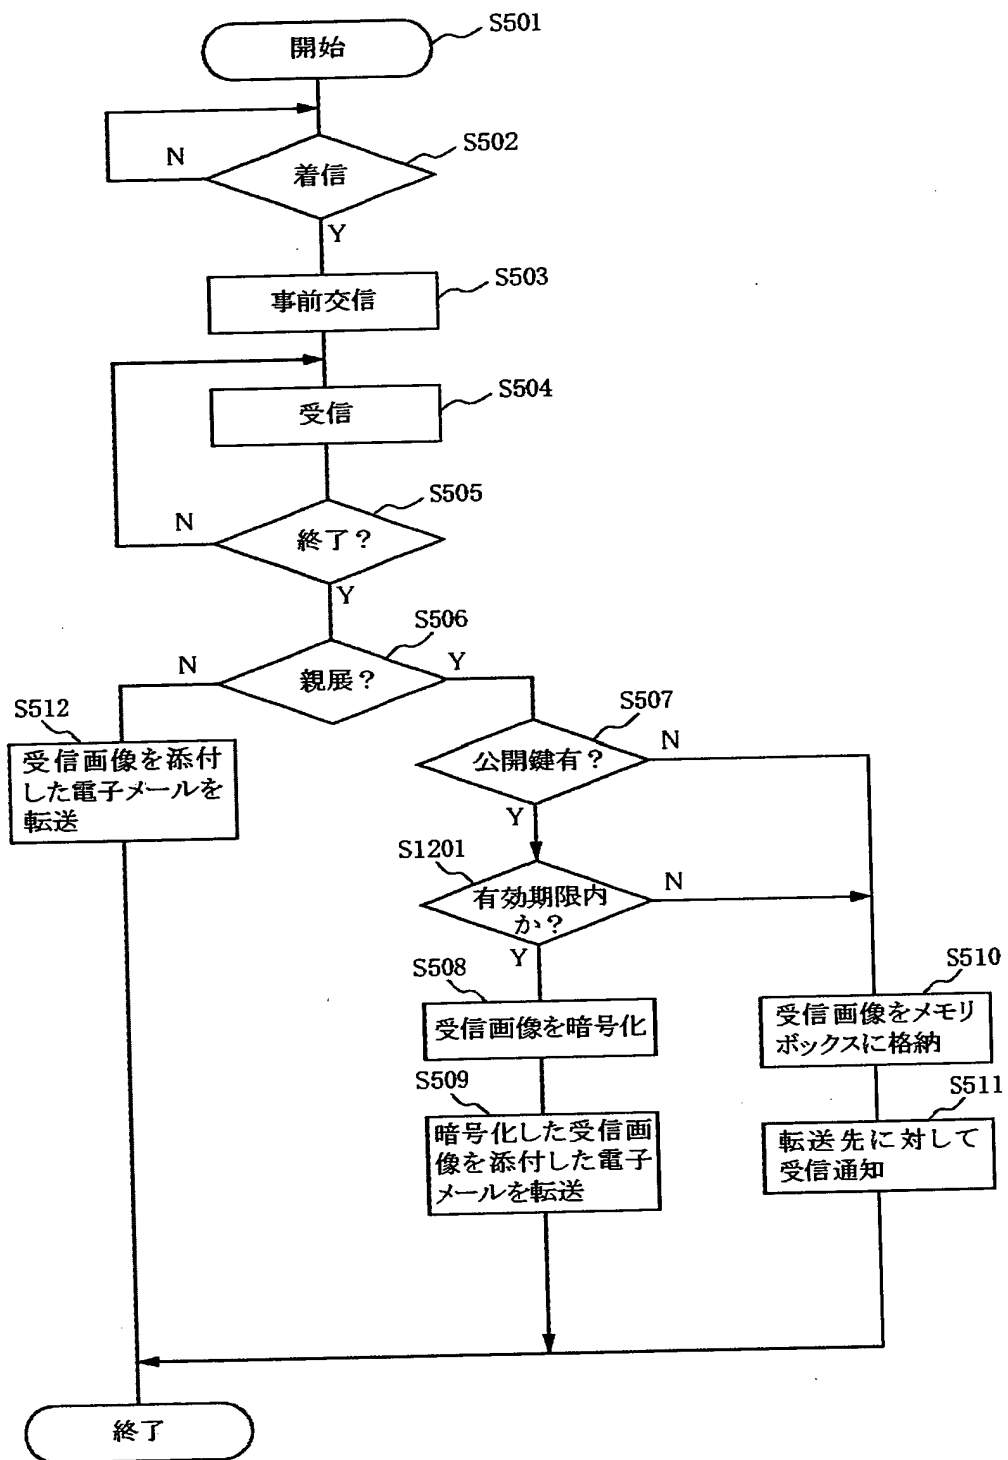 開始
S501
S502
N
着信
Y
S503
事前交信
S504
受信
S505
N
終了？
Y
S506
N
親展？
Y
S512
受信画像を添付
した電子メールを
転送
S507
公開鍵有？
N
Y
S1201
有効期限内
か？
N
Y
S508
受信画像を暗号化
S510
受信画像をメモリ
ボックスに格納
S509
暗号化した受信画
像を添付した電子
メールを転送
S511
転送先に対して
受信通知
終了